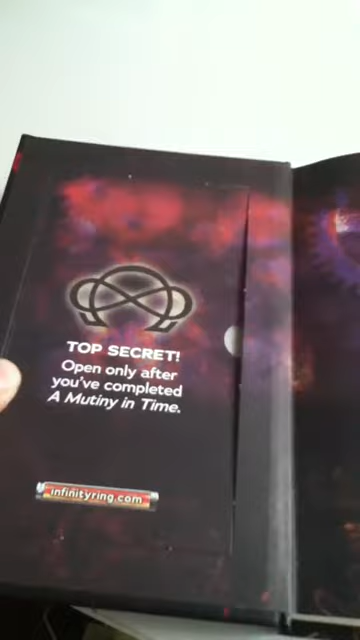 TOP SECRET!
Open only after
you've completed
A Mutiny in Time.
infinityring.com